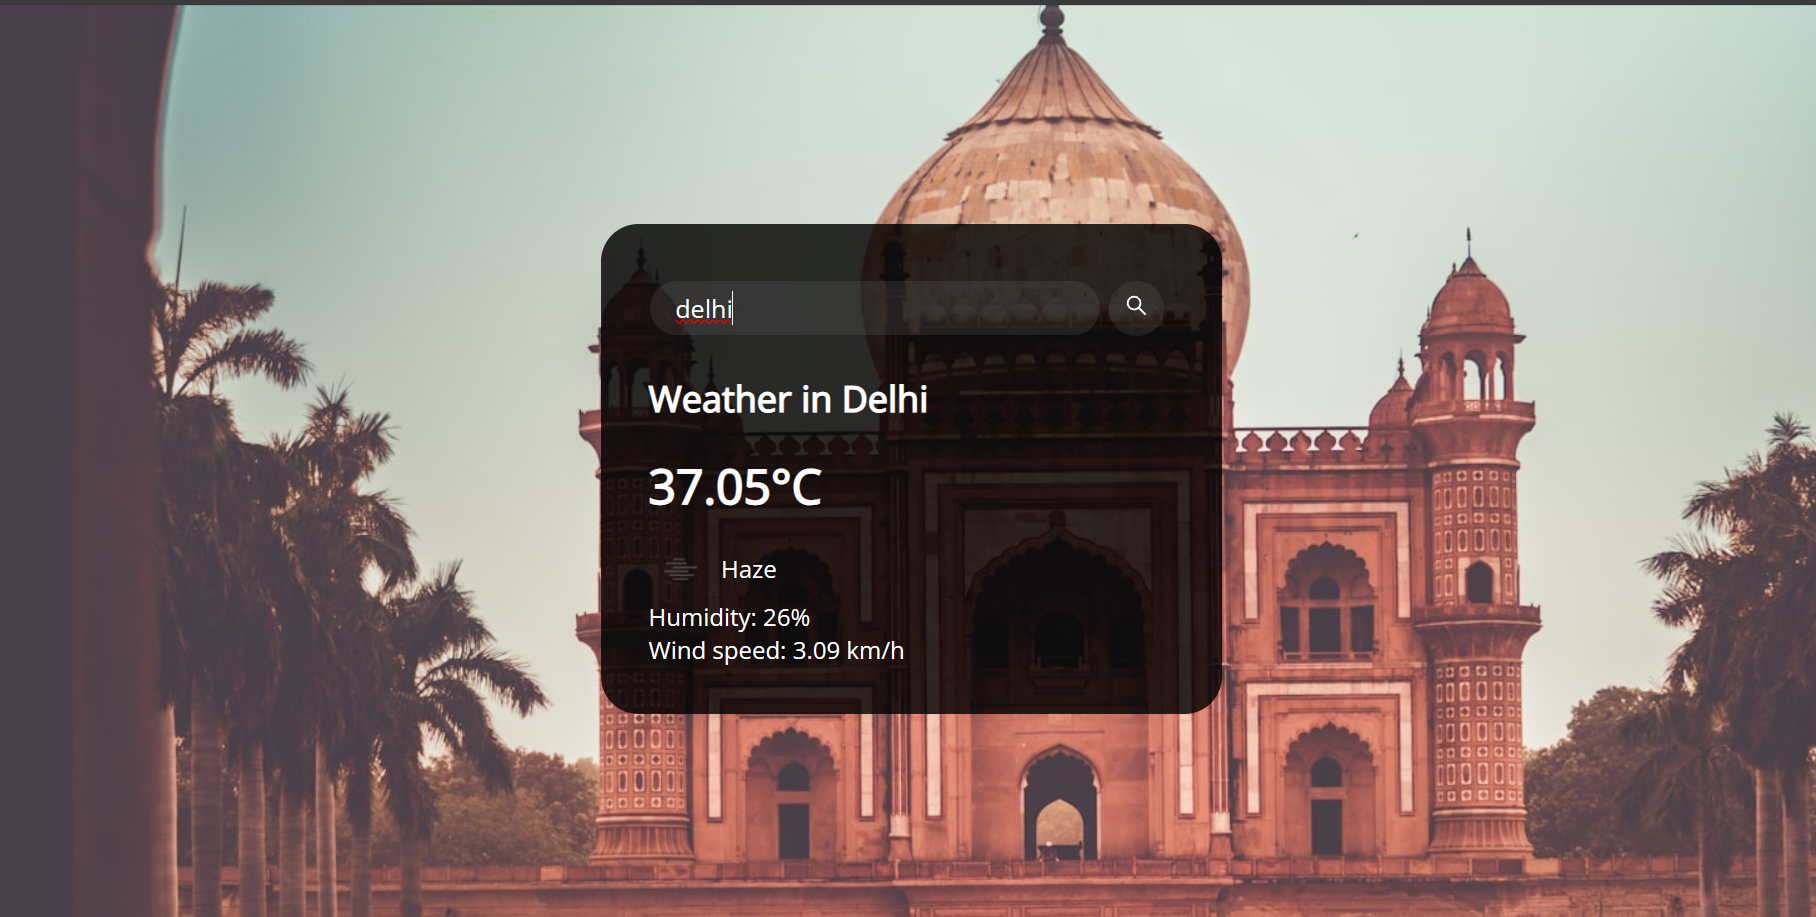 delhi
Weather in Delhi
37.05°C
Haze
Humidity: 26%
Wind speed: 3.09 km/h